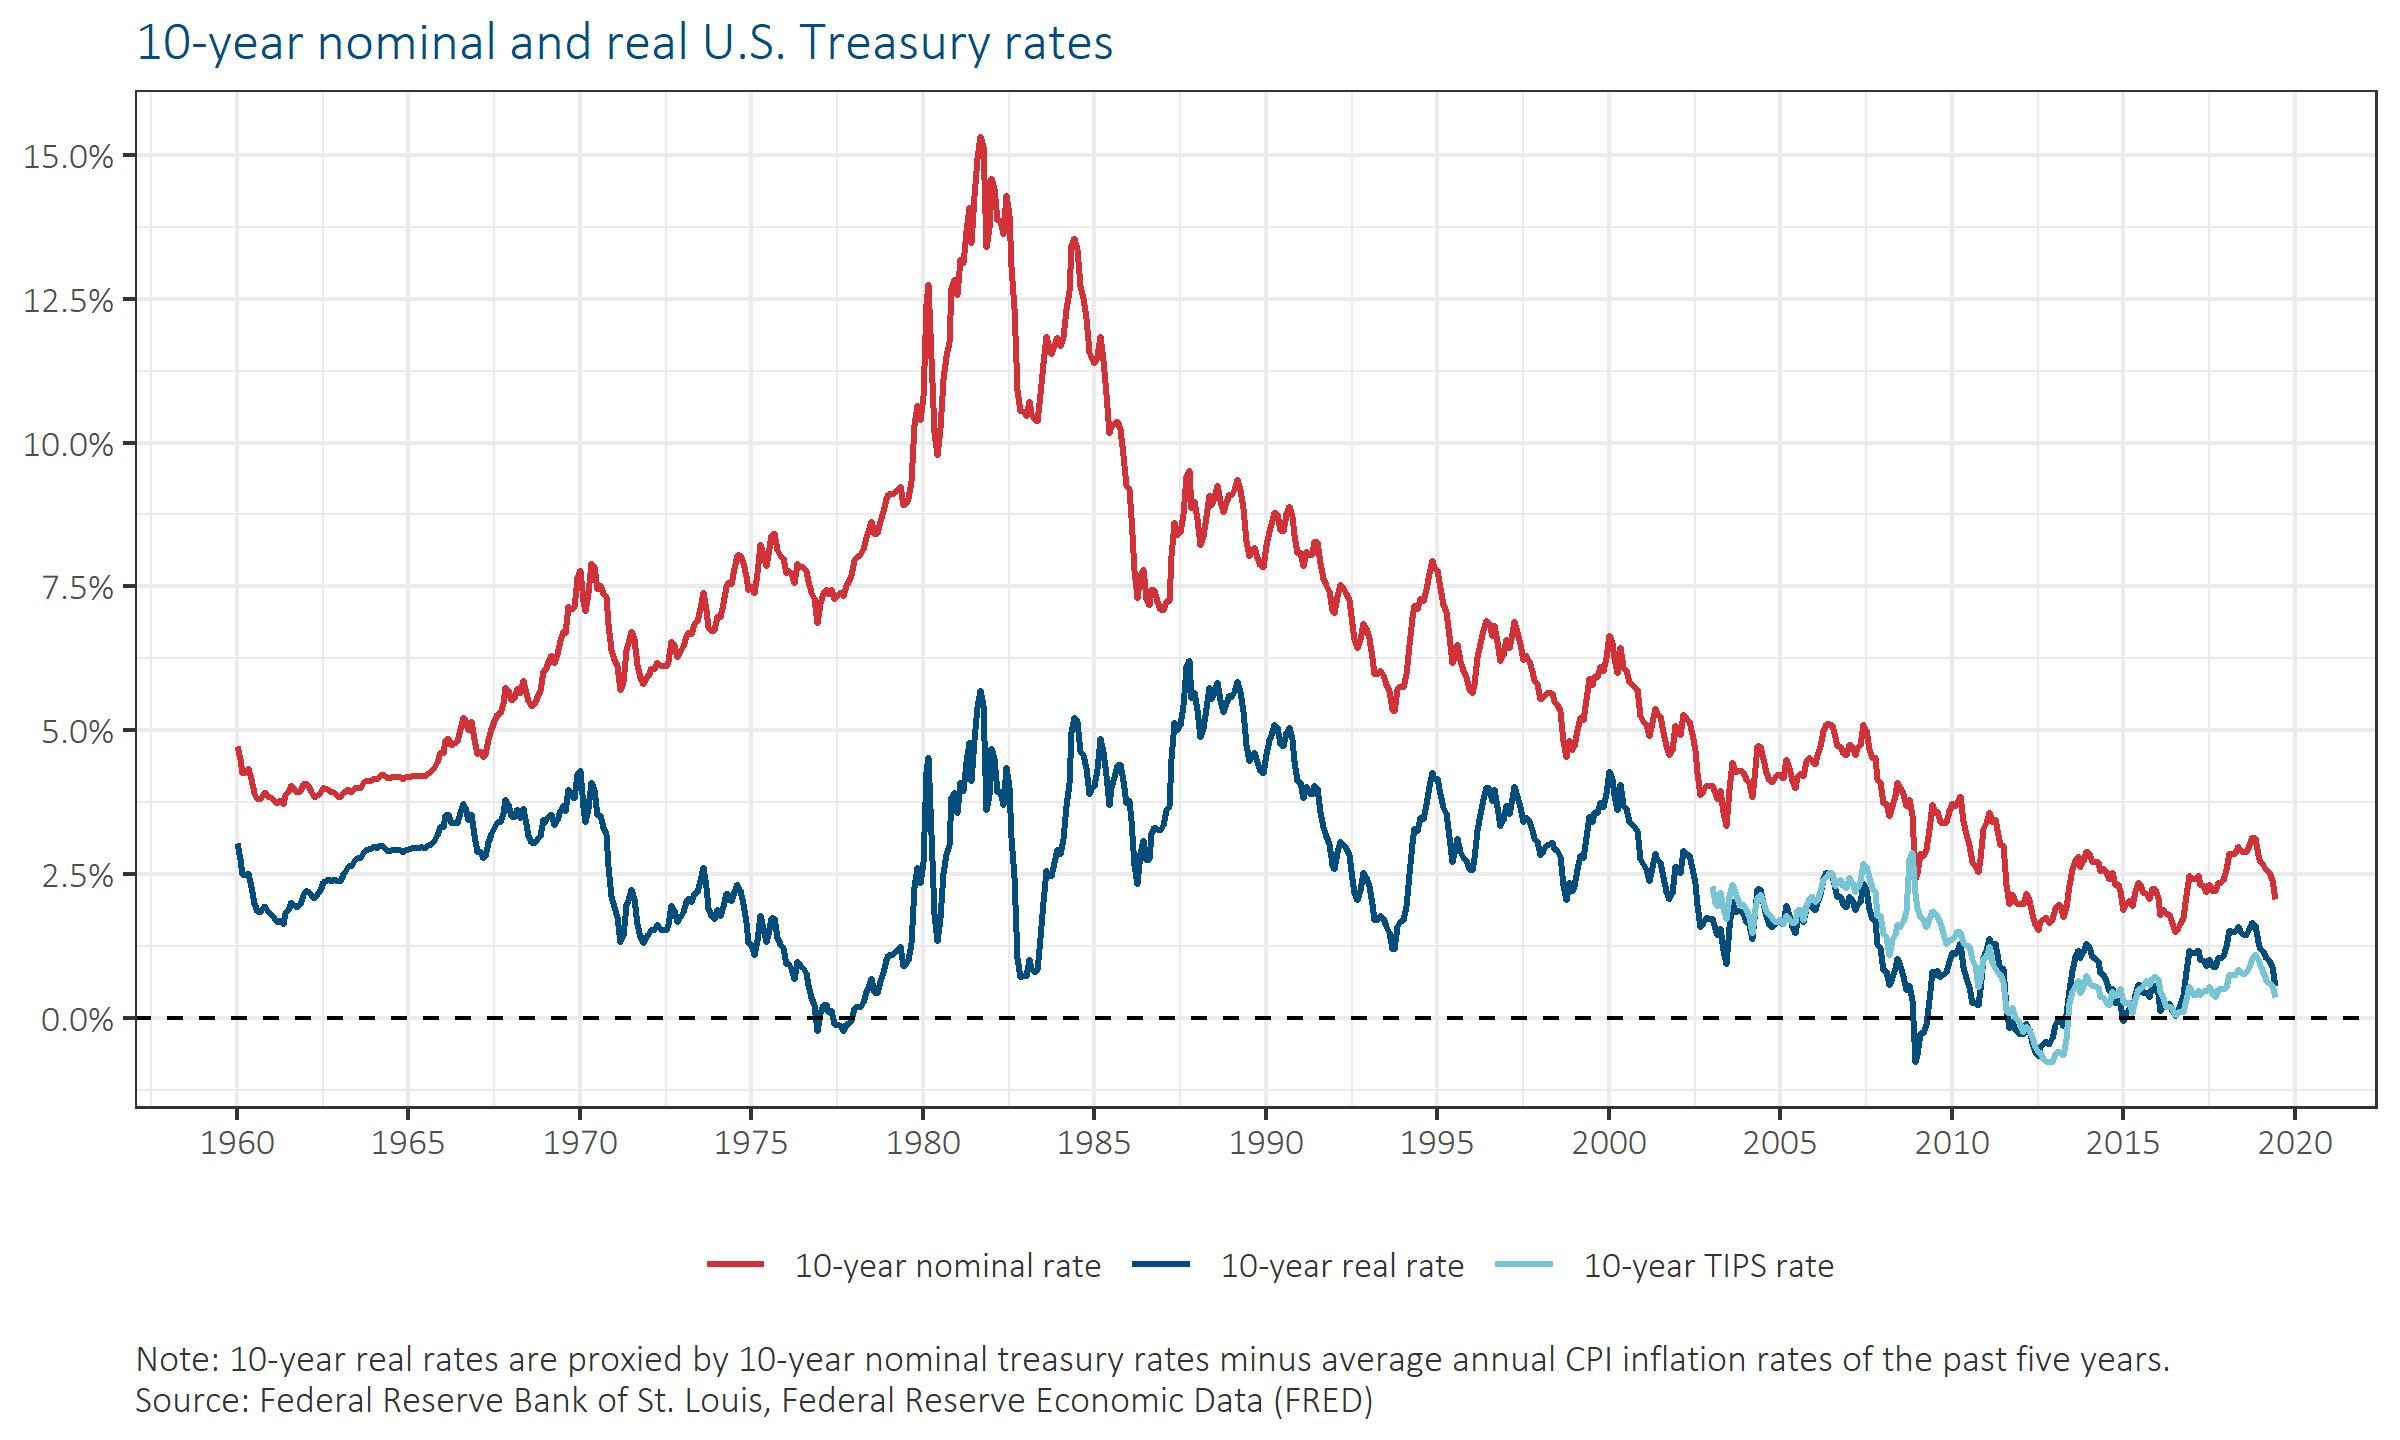 10-year nominal and real U.S. Treasury rates
15.0%
12.5%
10.0%
7.5%
5.0%
2.5%
0.0%
1960 1965 1970 1975 1980 1985 1990 1995 2000 2005 2010 2015 2020
10-year nominal rate 10-year real rate 10-year TIPS rate
Note: 10-year real rates are proxied by 10-year nominal treasury rates minus average annual CPI inflation rates of the past five years.
Source: Federal Reserve Bank of St. Louis, Federal Reserve Economic Data (FRED)